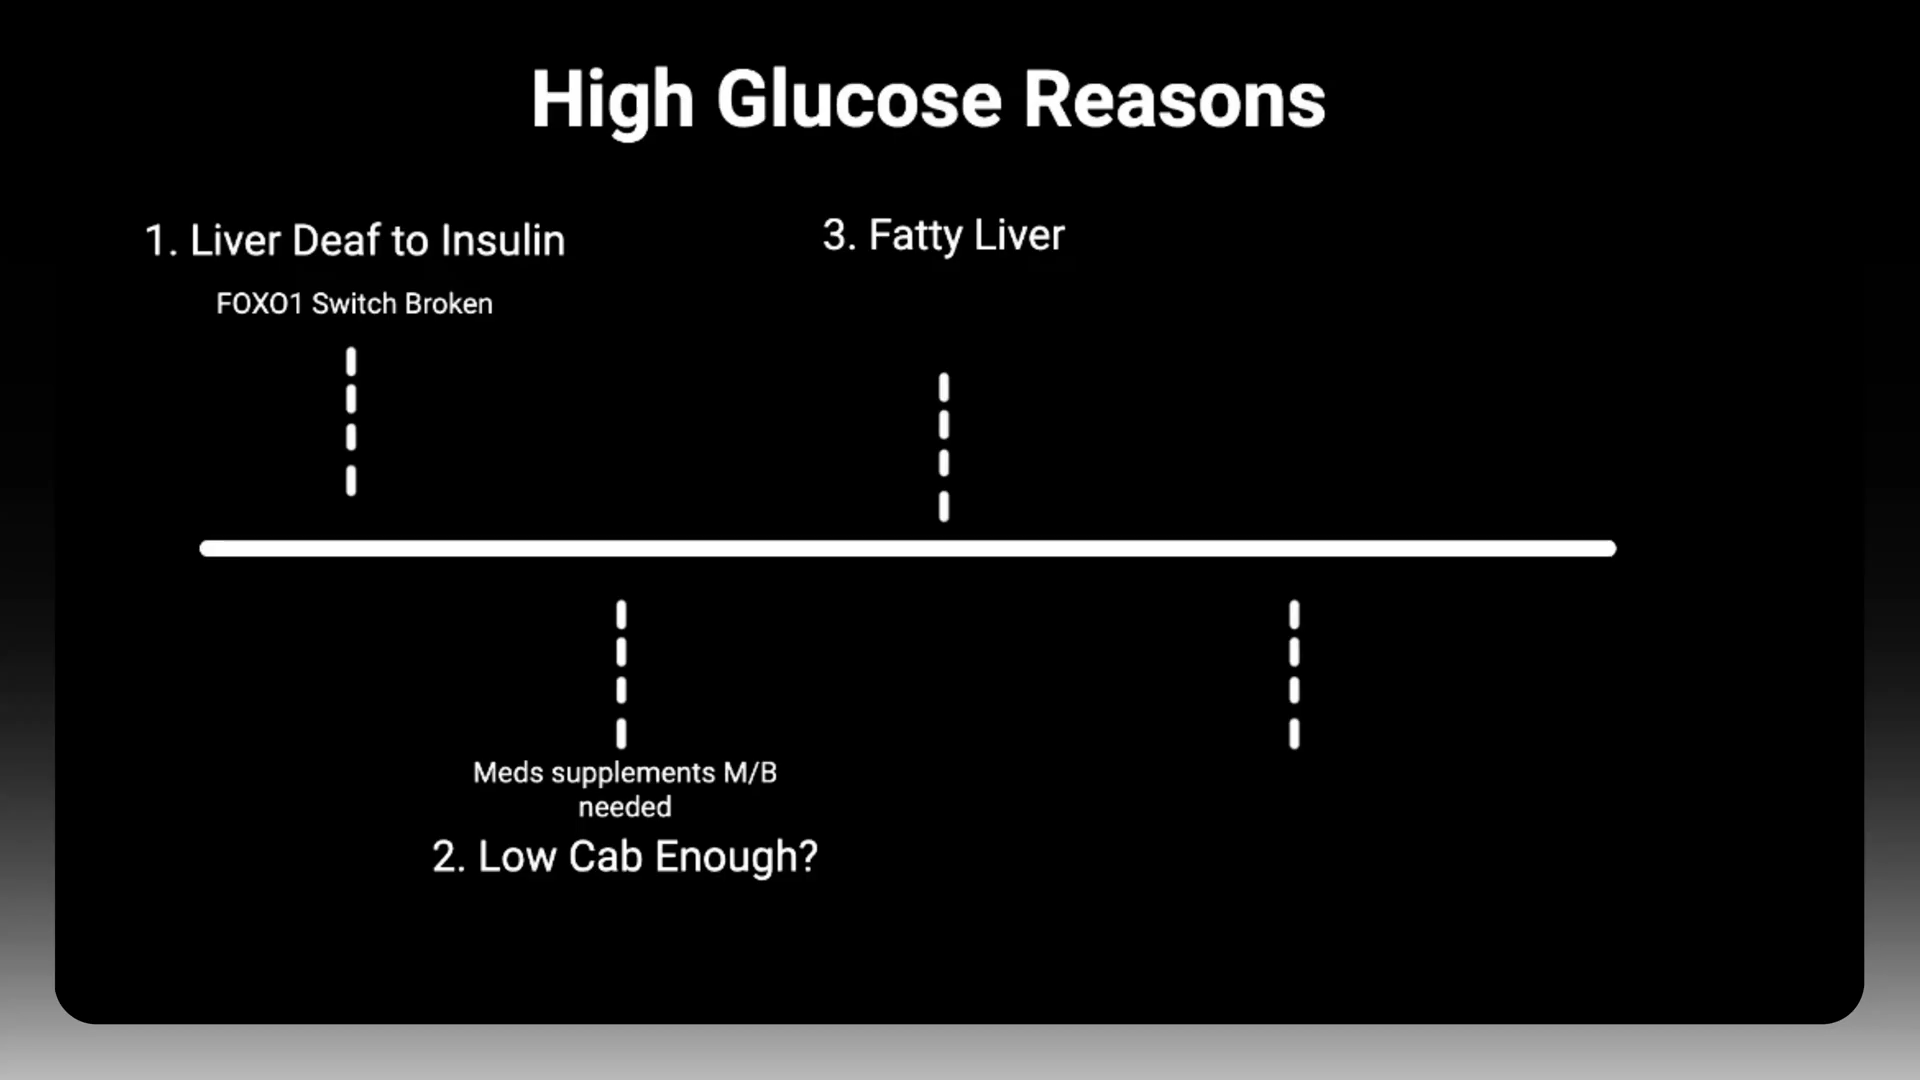 High Glucose Reasons
1. Liver Deaf to Insulin
FOXO1 Switch Broken
3. Fatty Liver
Meds supplements M/B
needed
2. Low Cab Enough?